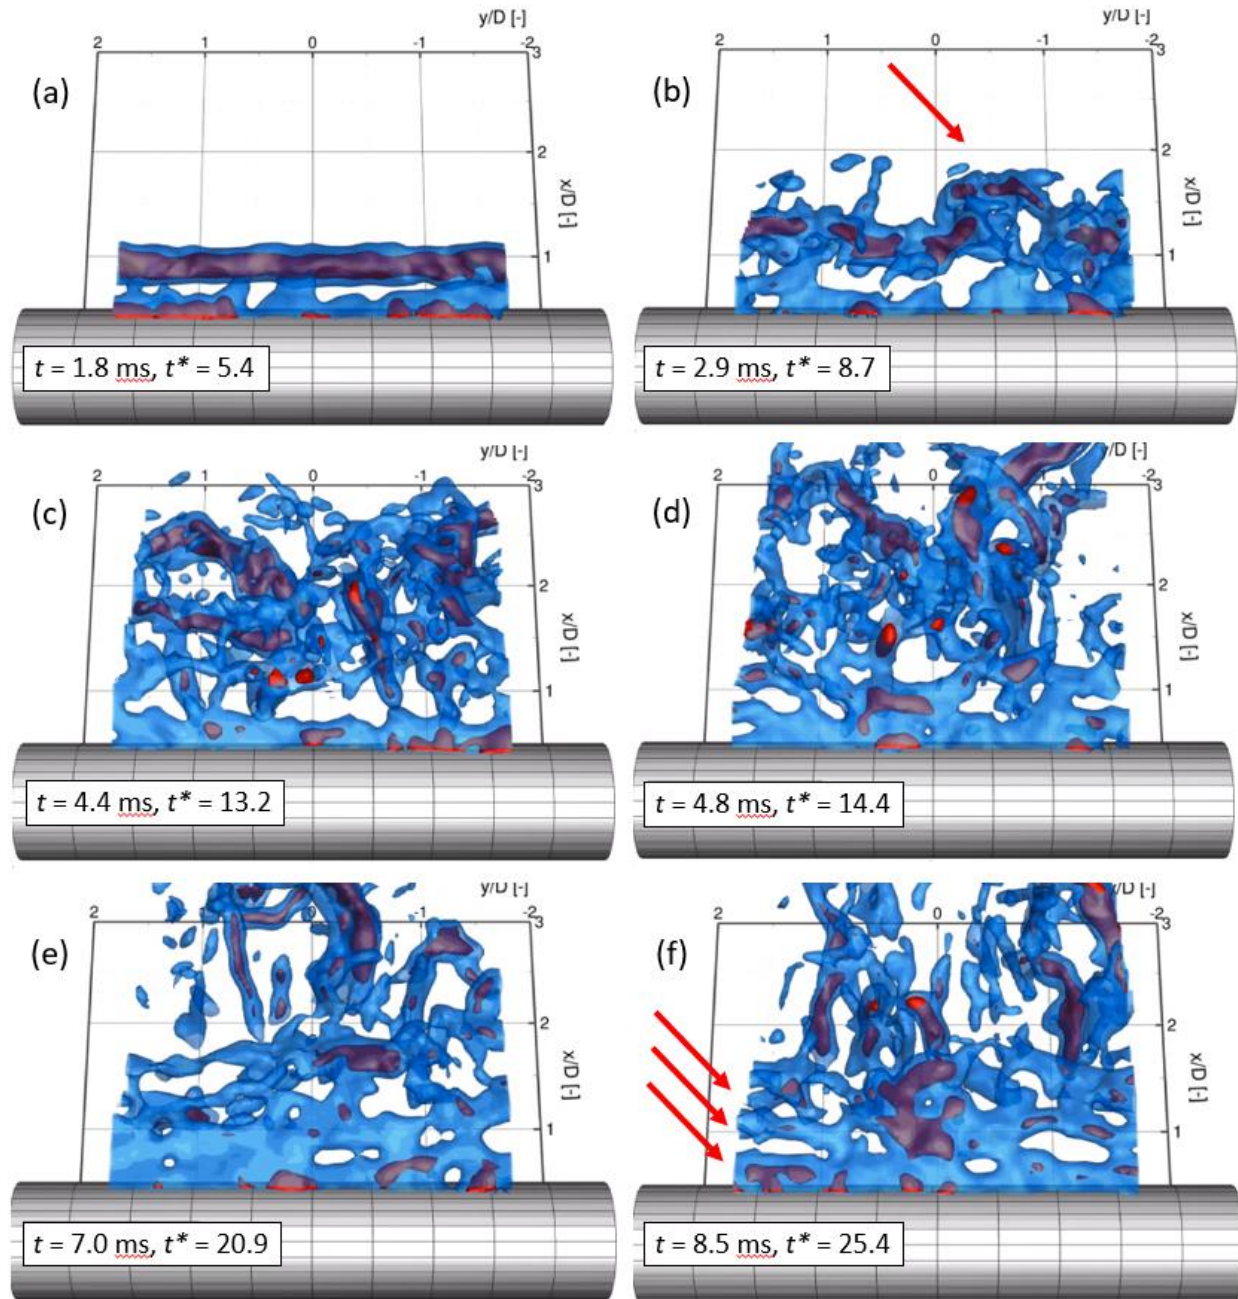 y/D [-]
2 1 0 -1 -2
3
(a)
2
x/D [-]
1
t = 1.8 ms, t* = 5.4
y/D [-]
2 1 0 -1 -2
3
(b)
2
x/D [-]
1
t = 2.9 ms, t* = 8.7
y/D [-]
2 1 0 -1 -2
3
(c)
2
x/D [-]
1
t = 4.4 ms, t* = 13.2
y/D [-]
2 0 -2
3
(d)
2
x/D [-]
1
t = 4.8 ms, t* = 14.4
y/D [-]
2 1 0 -1 -2
3
(e)
2
x/D [-]
1
t = 7.0 ms, t* = 20.9
/D [-]
2 0 -2
3
(f)
2
x/D [-]
1
t = 8.5 ms, t* = 25.4